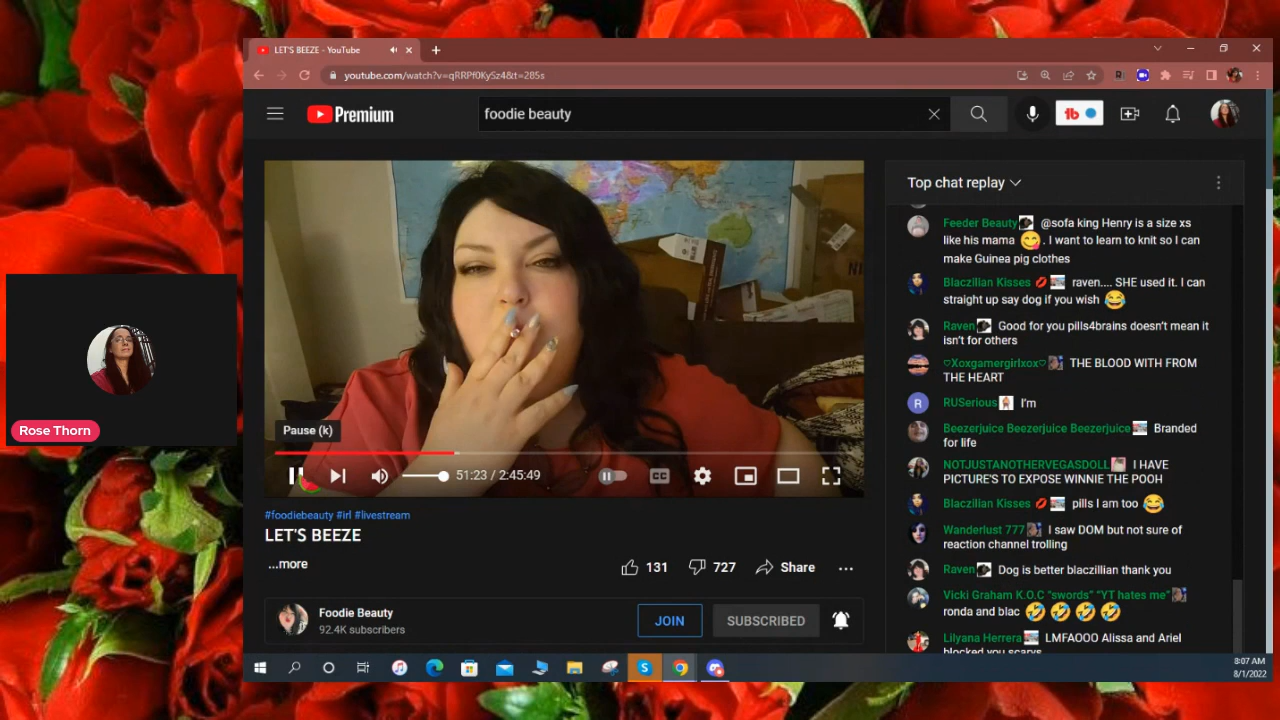 LET'S BEEZE - YouTube
youtube.com/watch?v=qRRPf0KySz4&t=285s
Premium
foodie beauty
Top chat replay
Feeder Beauty @sofa king Henry is a size xs
like his mama 😋. I want to learn to knit so I can
make Guinea pig clothes
Blaczilian Kisses 💋 raven.... SHE used it. I can
straight up say dog if you wish 😂
Raven Good for you pills4brains doesn't mean it
isn't for others
♡Xoxgamergirlxox♡ THE BLOOD WITH FROM
THE HEART
R RUSerious I'm
Beezerjuice Beezerjuice Beezerjuice Branded
for life
NOTJUSTANOTHERVEGASDOLL I HAVE
PICTURE'S TO EXPOSE WINNIE THE POOH
Blaczilian Kisses 💋 pills I am too 😂
Wanderlust 777 I saw DOM but not sure of
reaction channel trolling
Raven Dog is better blaczillian thank you
Vicki Graham K.O.C "swords" "YT hates me"
ronda and blac 🤣🤣🤣🤣
Lilyana Herrera LMFAOOO Alissa and Ariel
blocked you scarys
Rose Thorn
Pause (k)
51:23 / 2:45:49
#foodiebeauty #irl #livestream
LET'S BEEZE
...more
131 727 Share
Foodie Beauty
92.4K subscribers
JOIN
SUBSCRIBED
8:07 AM
8/1/2022